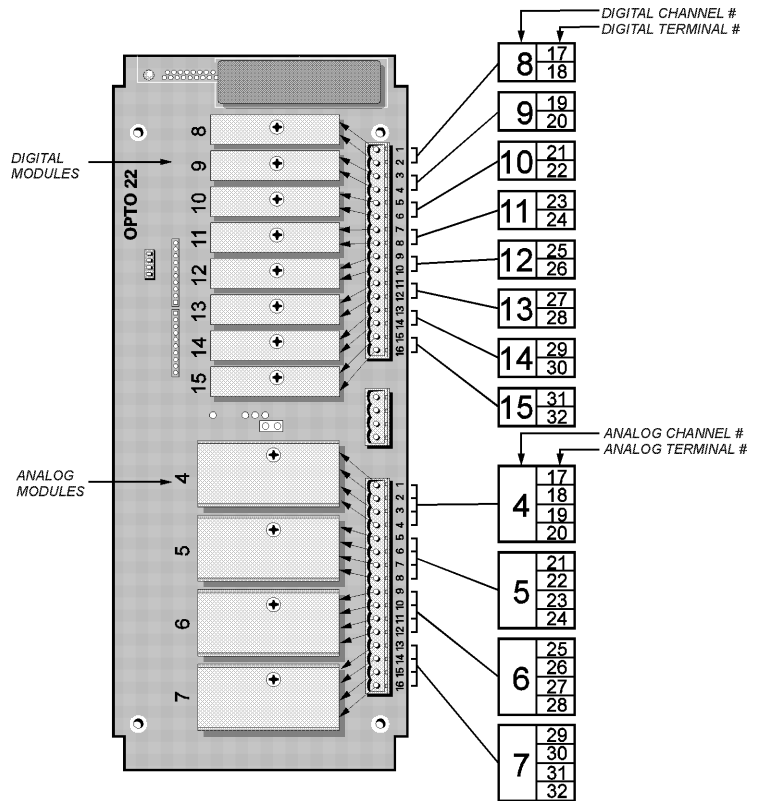 DIGITAL CHANNEL #
DIGITAL TERMINAL #
8 17 18
9 19 20
10 21 22
11 23 24
12 25 26
13 27 28
14 29 30
15 31 32
DIGITAL
MODULES
OPTO 22
8
9
10
11
12
13
14
15
1
2
3
4
5
6
7
8
9
10
11
12
13
14
15
16
ANALOG CHANNEL #
ANALOG TERMINAL #
4 17 18 19 20
5 21 22 23 24
6 25 26 27 28
7 29 30 31 32
ANALOG
MODULES
4
5
6
7
1
2
3
4
5
6
7
8
9
10
11
12
13
14
15
16